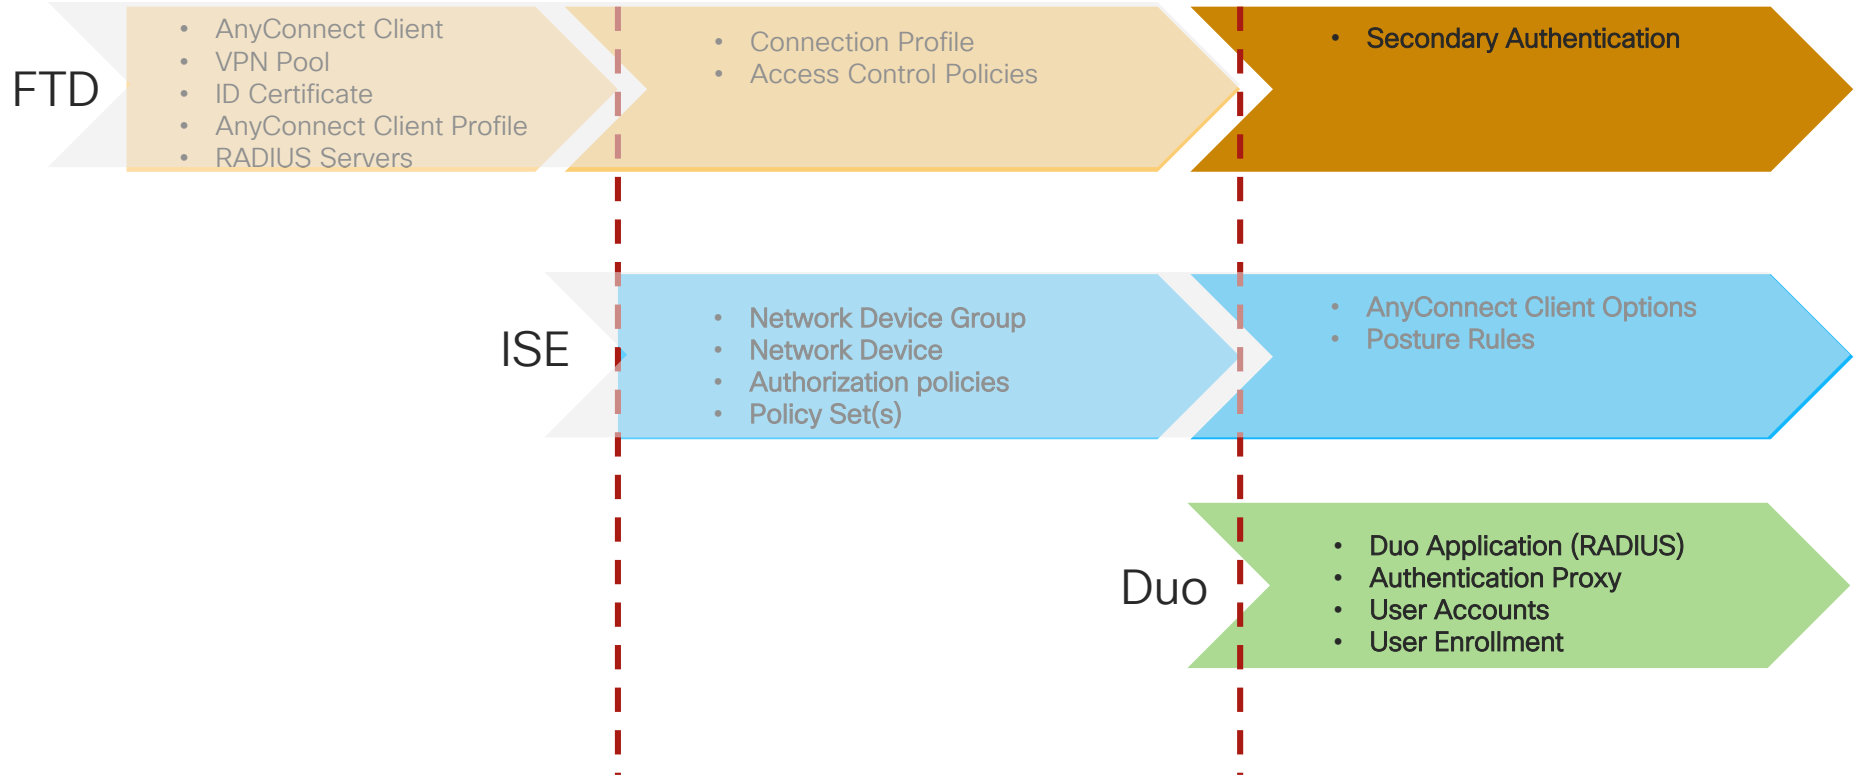 FTD
• AnyConnect Client
• VPN Pool
• ID Certificate
• AnyConnect Client Profile
• RADIUS Servers
• Connection Profile
• Access Control Policies
• Secondary Authentication
ISE
• Network Device Group
• Network Device
• Authorization policies
• Policy Set(s)
• AnyConnect Client Options
• Posture Rules
Duo
• Duo Application (RADIUS)
• Authentication Proxy
• User Accounts
• User Enrollment